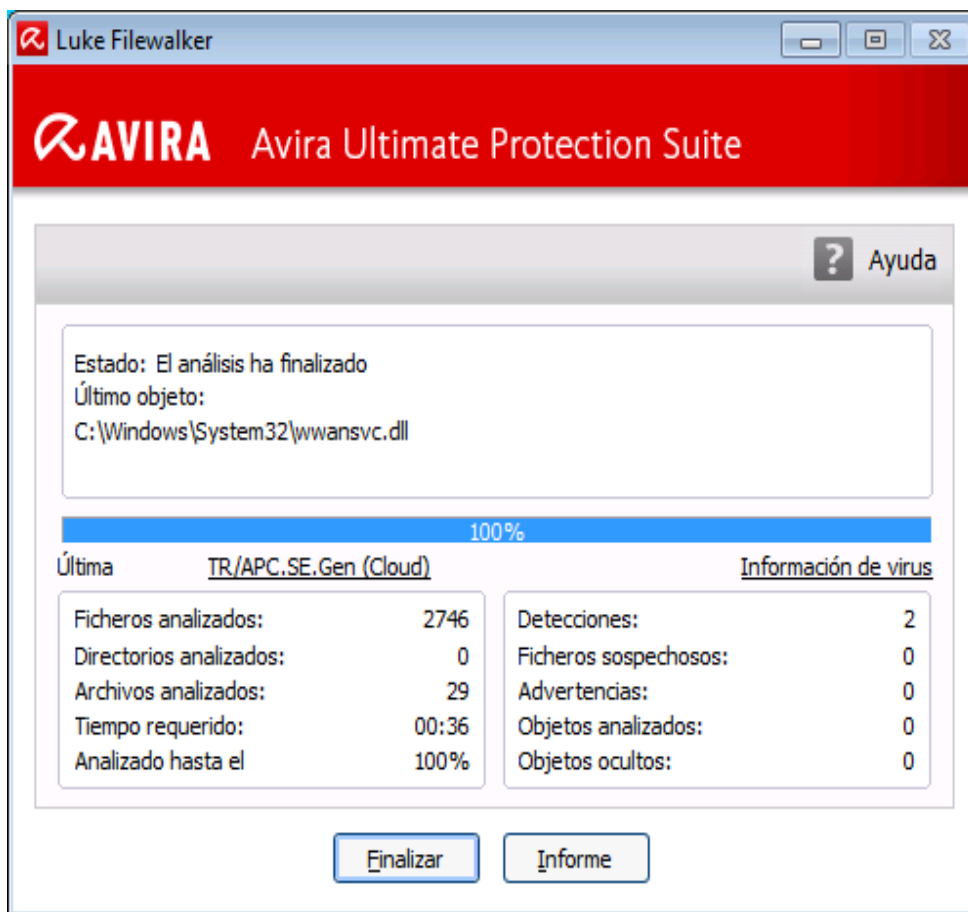 Luke Filewalker
AVIRA Avira Ultimate Protection Suite
? Ayuda
Estado: El análisis ha finalizado
Último objeto:
C:\Windows\System32\wwansvc.dll
100%
Última TR/APC.SE.Gen (Cloud) Información de virus
Ficheros analizados: 2746
Directorios analizados: 0
Archivos analizados: 29
Tiempo requerido: 00:36
Analizado hasta el 100%
Detecciones: 2
Ficheros sospechosos: 0
Advertencias: 0
Objetos analizados: 0
Objetos ocultos: 0
Finalizar Informe